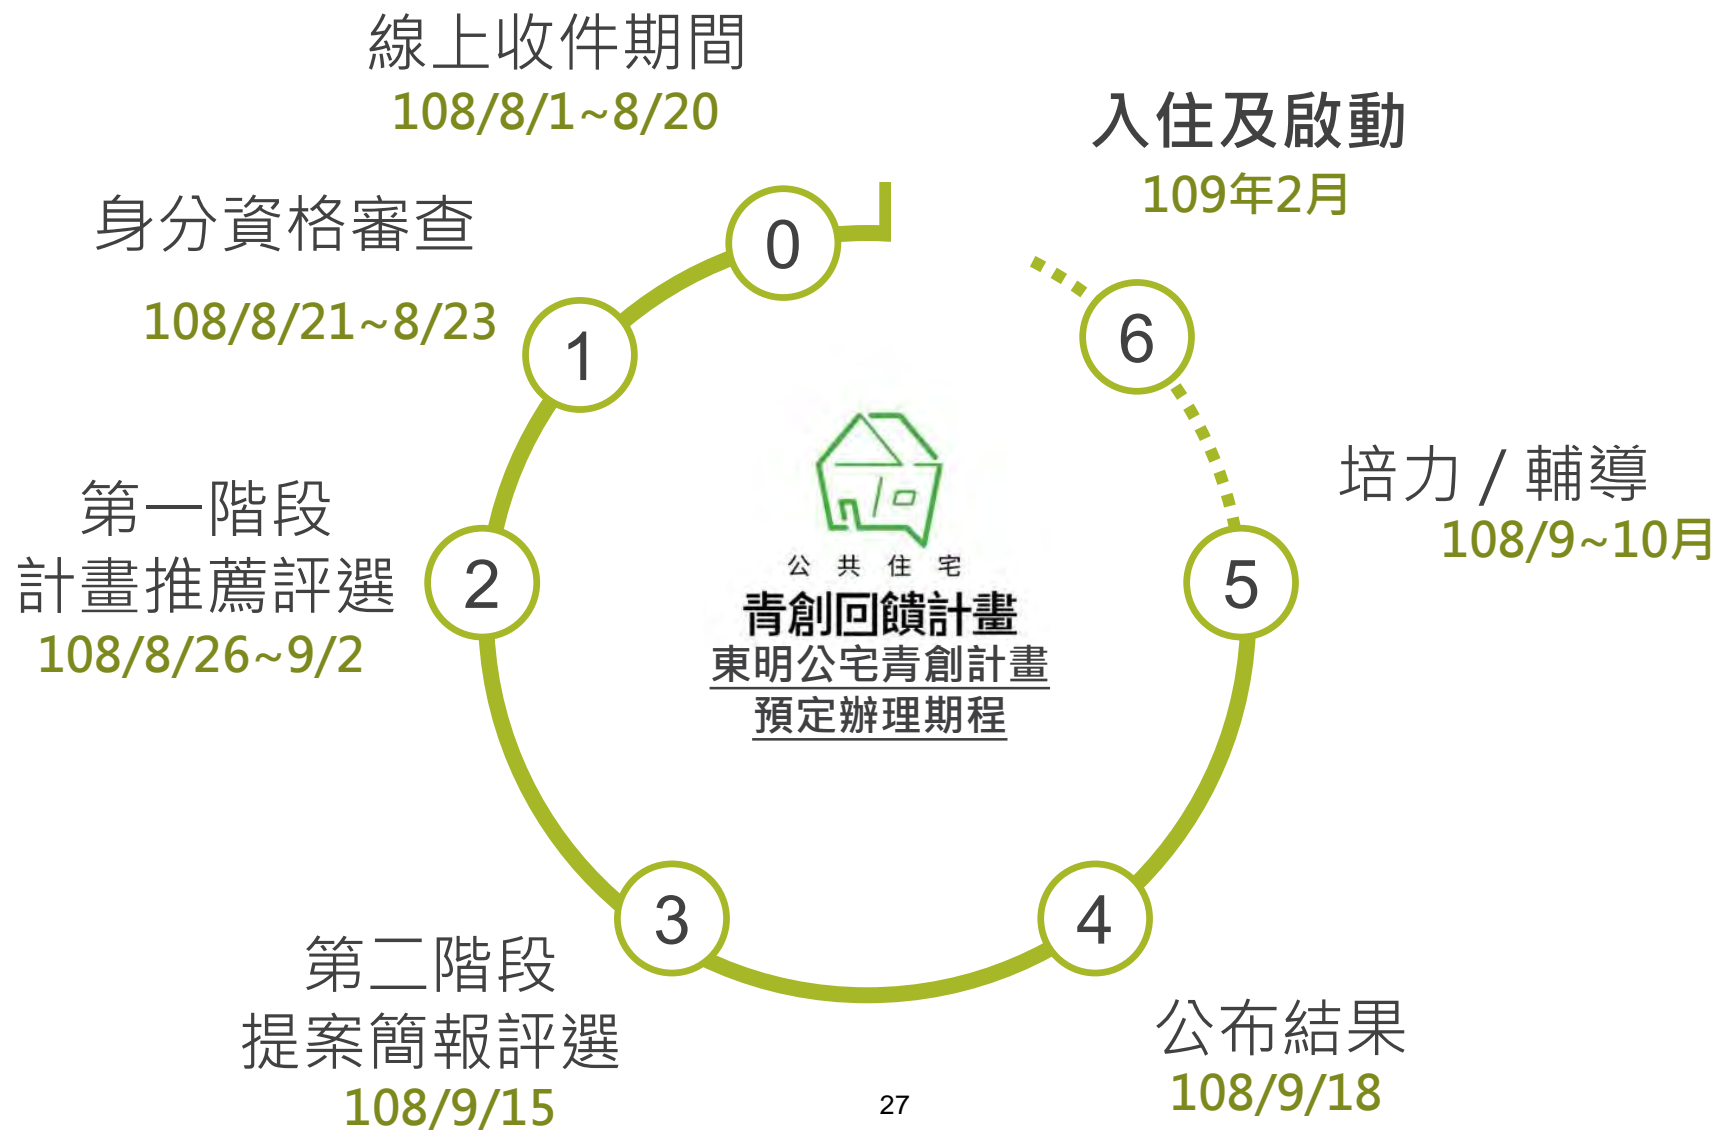 線上收件期間
108/8/1~8/20
0
身分資格審查
108/8/21~8/23
1
第一階段
計畫推薦評選
108/8/26~9/2
2
第二階段
提案簡報評選
108/9/15
3
公布結果
108/9/18
4
培力/輔導
108/9~10月
5
入住及啟動
109年2月
6
公共住宅
青創回饋計畫
東明公宅青創計畫
預定辦理期程
27